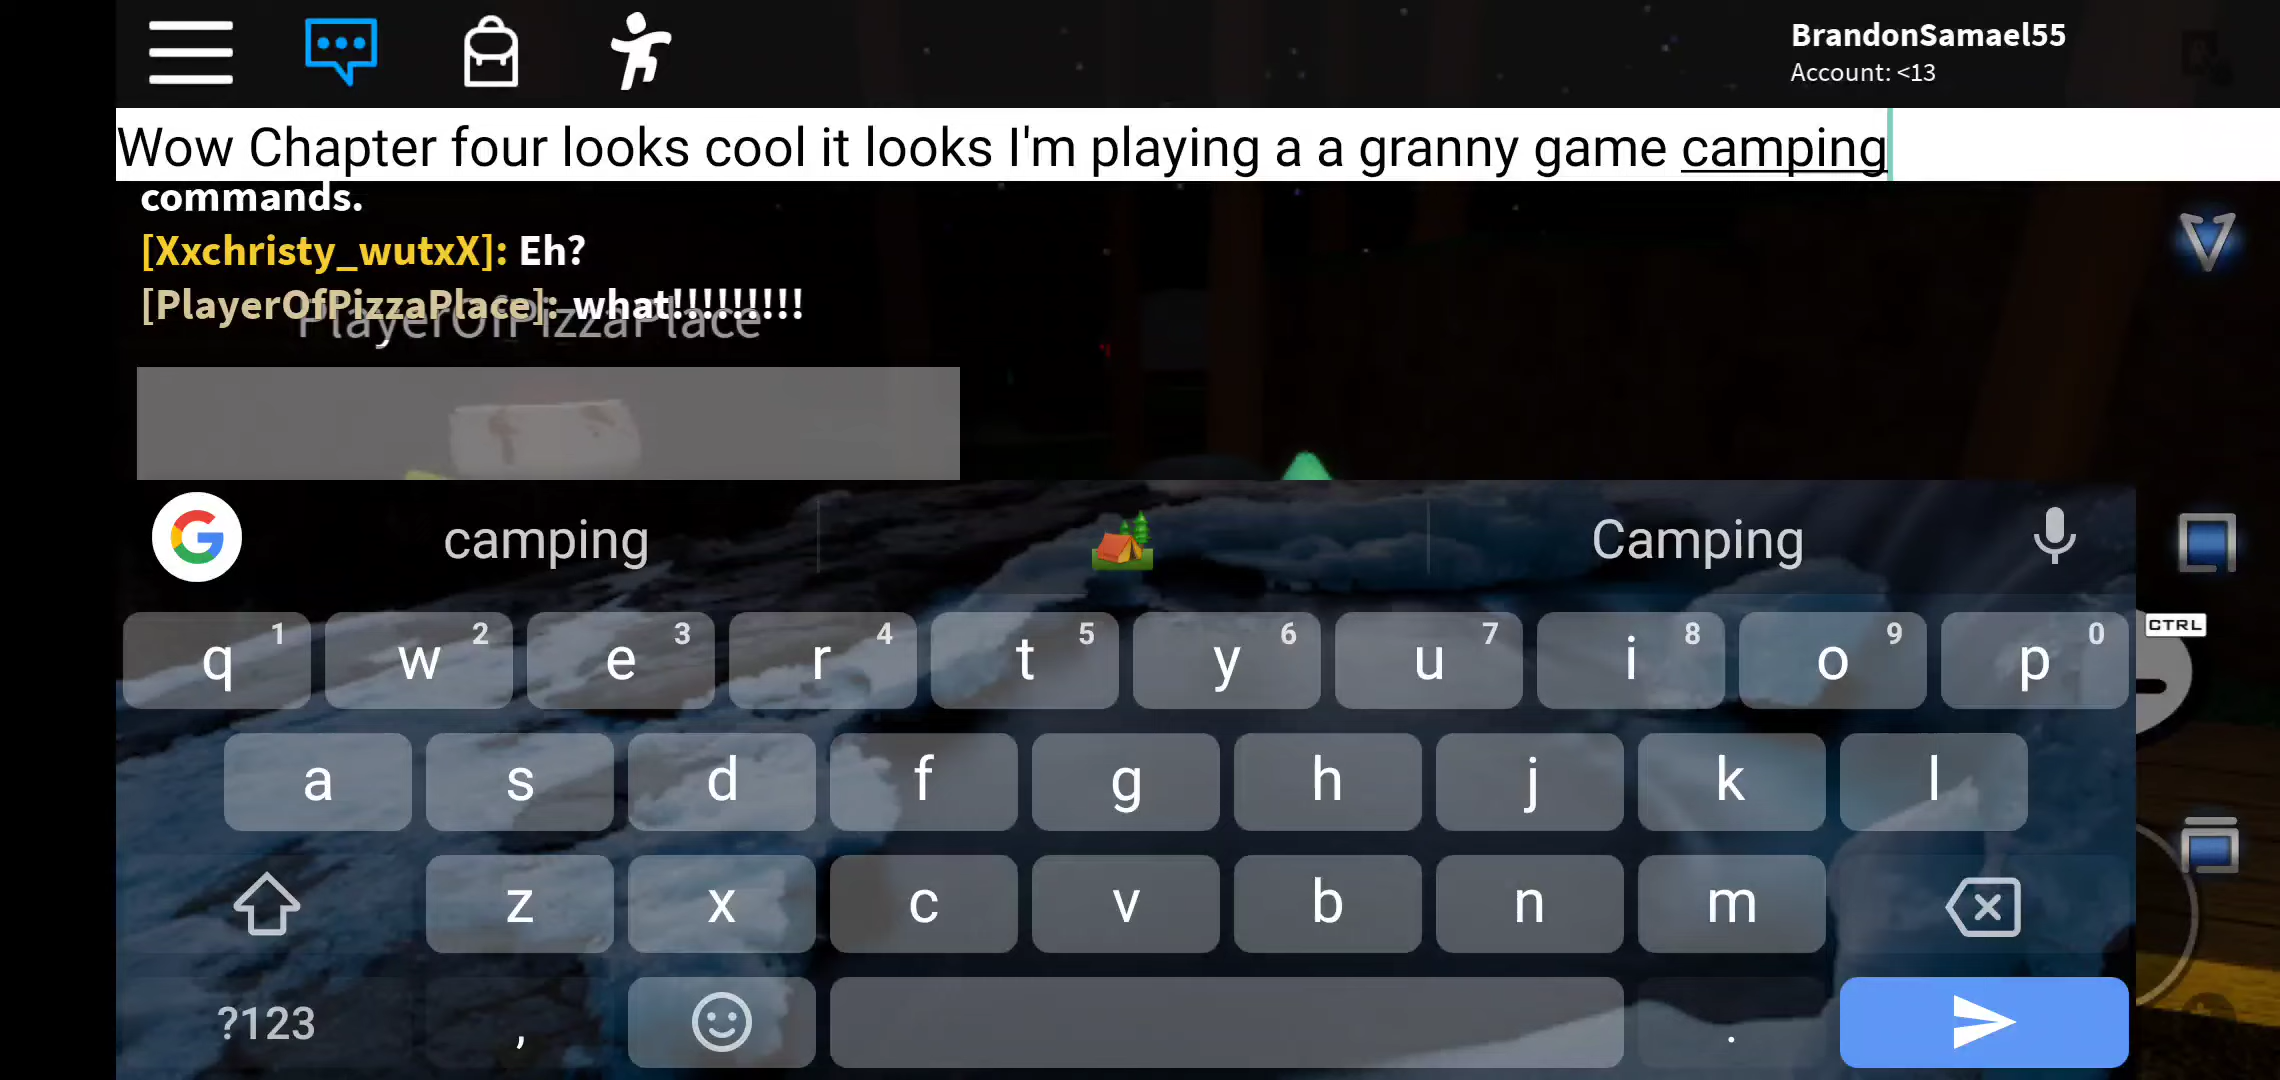 BrandonSamael55
Account: <13
Wow Chapter four looks cool it looks I'm playing a a granny game camping
commands.
[Xxchristy_wutxX]: Eh?
[PlayerOfPizzaPlace]: what!!!!!!!!!
PlayerOfPizzaPlace
G camping Camping
q 1 w 2 e 3 r 4 t 5 y 6 u 7 i 8 o 9 p 0
CTRL
a s d f g h j k l
z x c v b n m
?123 , .